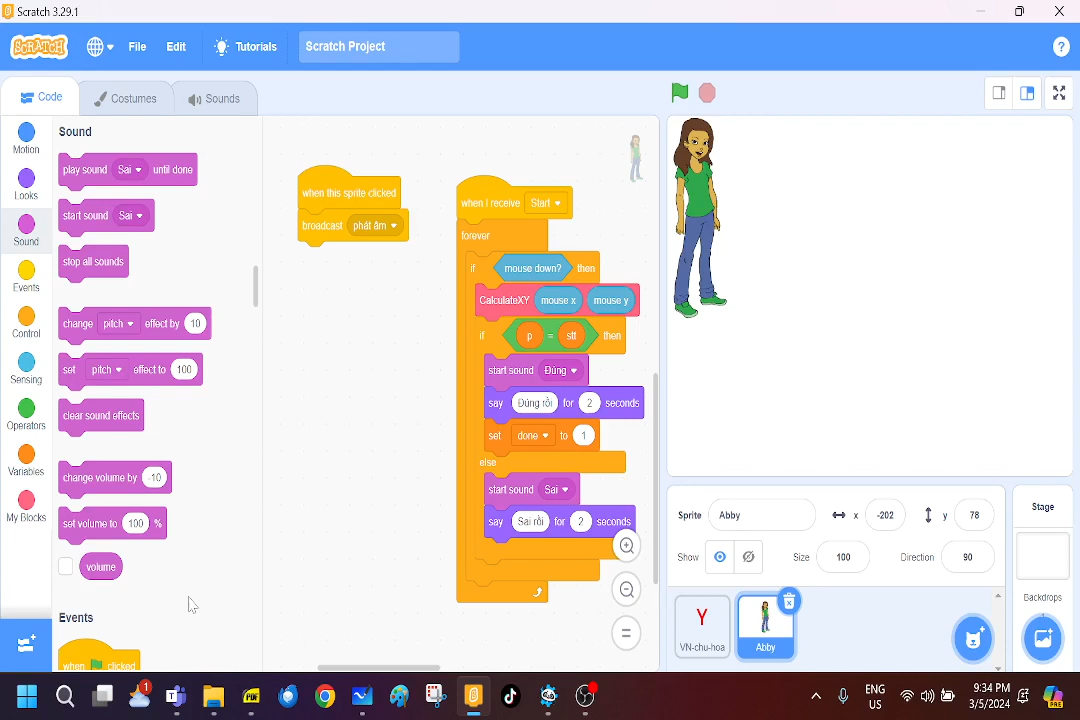 Scratch 3.29.1
SCRATCH File Edit Tutorials Scratch Project ?
Code Costumes Sounds
Motion
Looks
Sound
Events
Control
Sensing
Operators
Variables
My Blocks
Sound
play sound Sai until done
start sound Sai
stop all sounds
change pitch effect by 10
set pitch effect to 100
clear sound effects
change volume by -10
set volume to 100 %
volume
Events
when clicked
when this sprite clicked
broadcast phát âm
when I receive Start
forever
if mouse down? then
CalculateXY mouse x mouse y
if p = stt then
start sound Đúng
say Đúng rồi for 2 seconds
set done to 1
else
start sound Sai
say Sai rồi for 2 seconds
Sprite Abby x -202 y 78
Show Size 100 Direction 90
Y
VN-chu-hoa
Abby
Stage
Backdrops
1
1
PDF
ENG
US
9:34 PM
3/5/2024
PRE